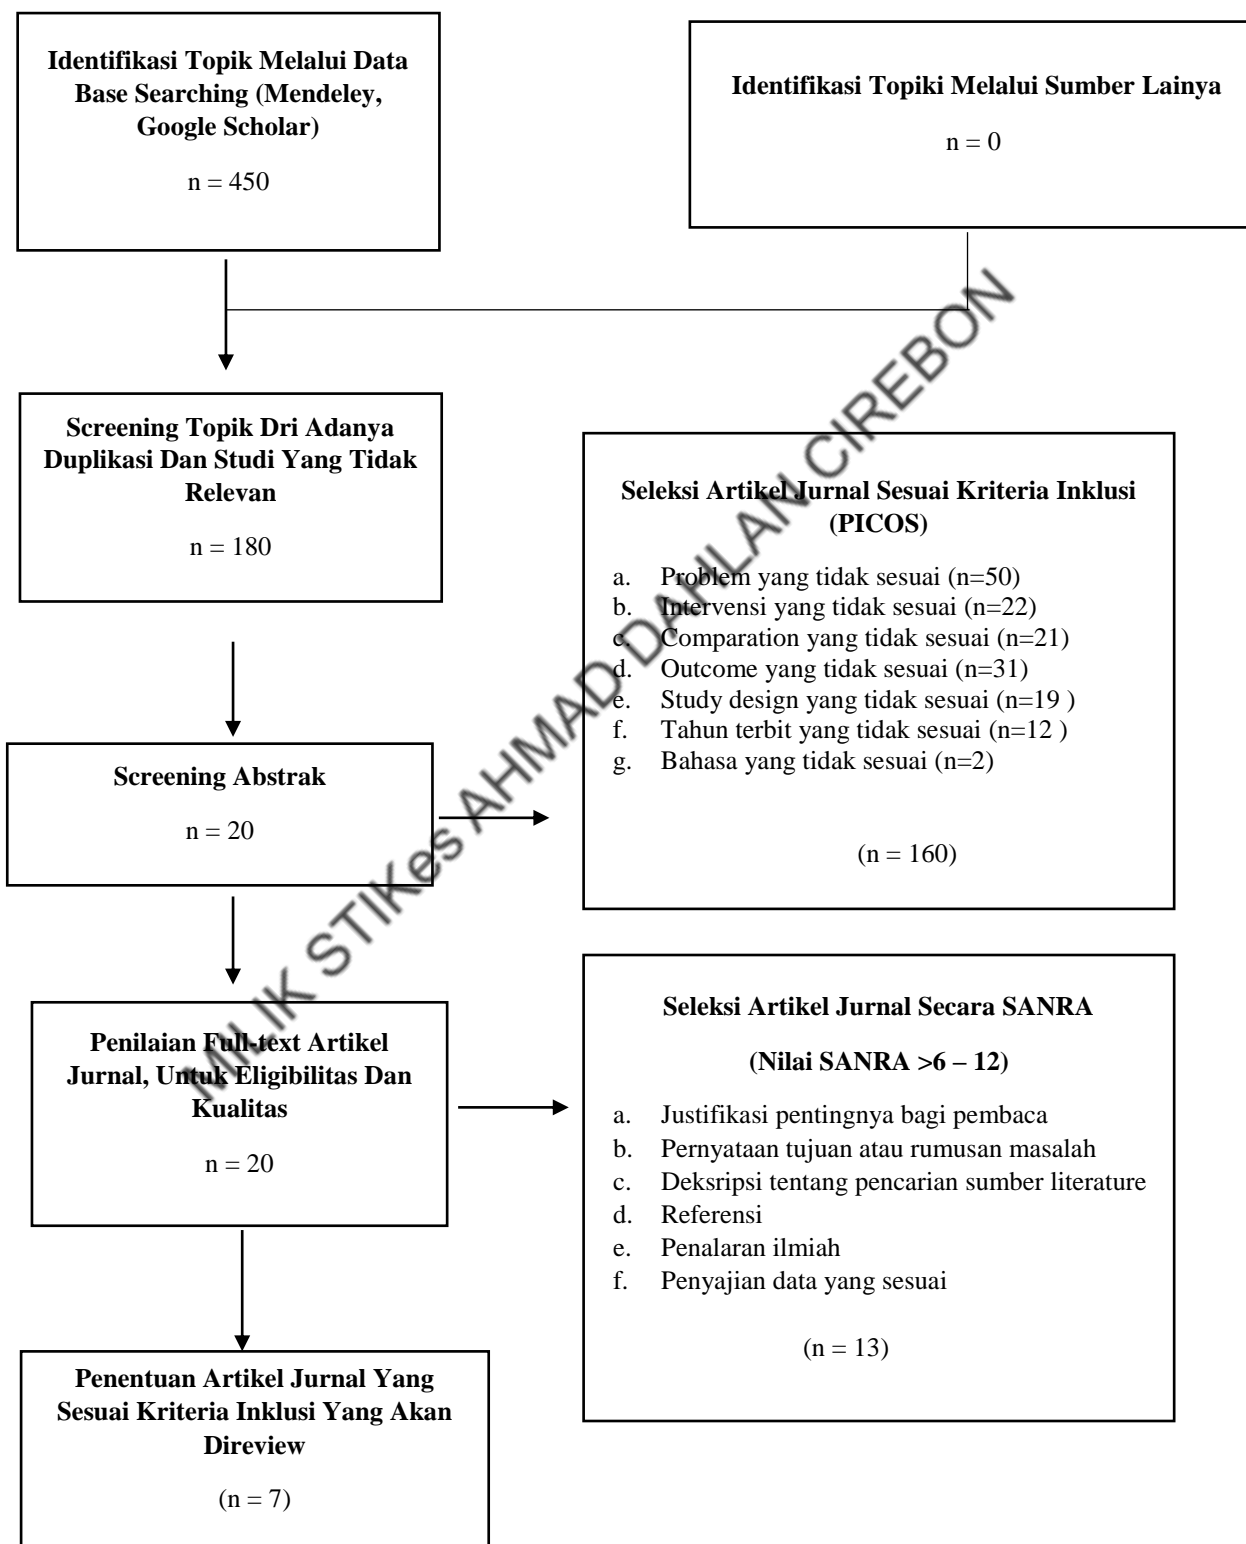 Identifikasi Topik Melalui Data
Base Searching (Mendeley,
Google Scholar)
n = 450
Identifikasi Topiki Melalui Sumber Lainya
n = 0
Screening Topik Dri Adanya
Duplikasi Dan Studi Yang Tidak
Relevan
n = 180
Seleksi Artikel Jurnal Sesuai Kriteria Inklusi
(PICOS)
a. Problem yang tidak sesuai (n=50)
b. Intervensi yang tidak sesuai (n=22)
c. Comparation yang tidak sesuai (n=21)
d. Outcome yang tidak sesuai (n=31)
e. Study design yang tidak sesuai (n=19 )
f. Tahun terbit yang tidak sesuai (n=12 )
g. Bahasa yang tidak sesuai (n=2)
(n = 160)
Screening Abstrak
n = 20
Penilaian Full-text Artikel
Jurnal, Untuk Eligibilitas Dan
Kualitas
n = 20
Seleksi Artikel Jurnal Secara SANRA
(Nilai SANRA >6 – 12)
a. Justifikasi pentingnya bagi pembaca
b. Pernyataan tujuan atau rumusan masalah
c. Deksripsi tentang pencarian sumber literature
d. Referensi
e. Penalaran ilmiah
f. Penyajian data yang sesuai
(n = 13)
Penentuan Artikel Jurnal Yang
Sesuai Kriteria Inklusi Yang Akan
Direview
(n = 7)
MILIK STIKes AHMAD DAHLAN CIREBON